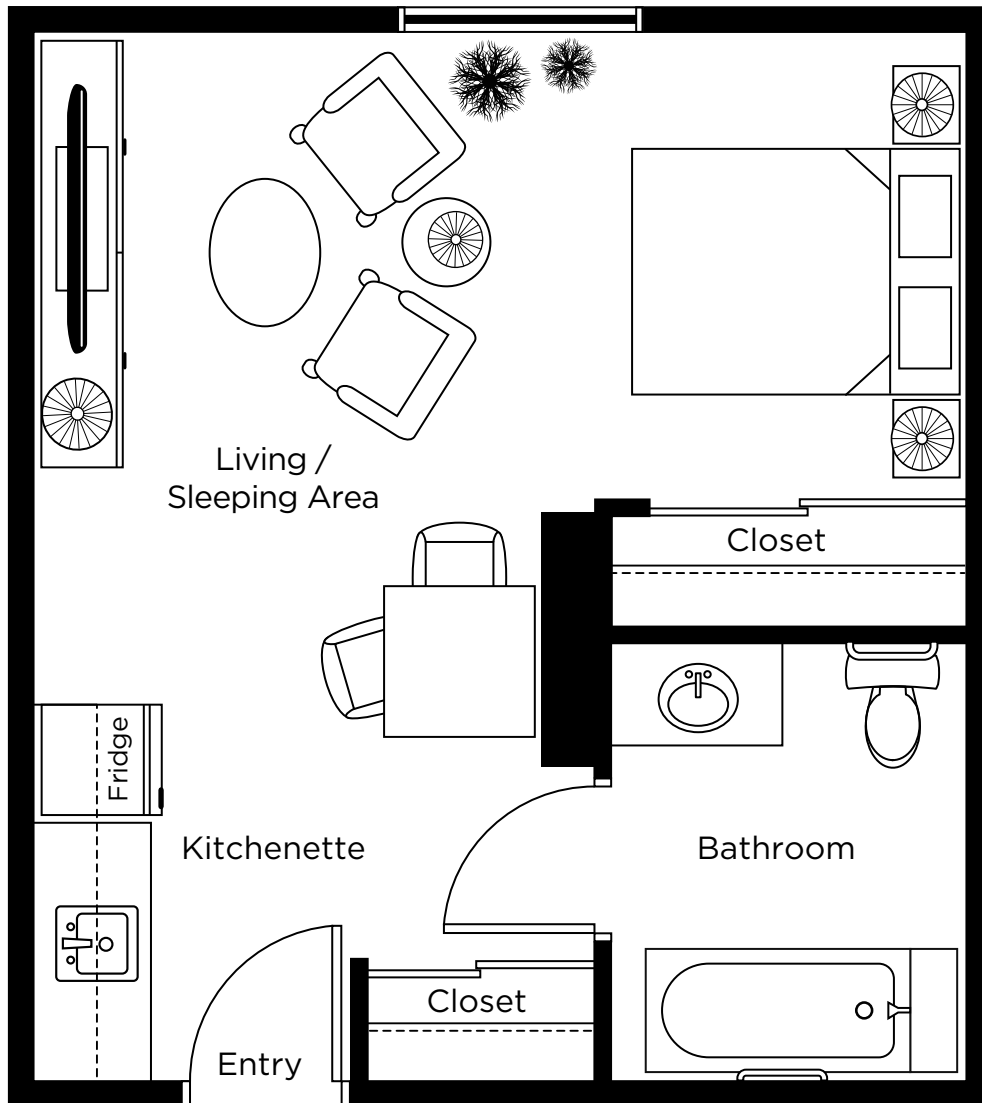 Living /
Sleeping Area
Closet
Fridge
Kitchenette
Bathroom
Closet
Entry